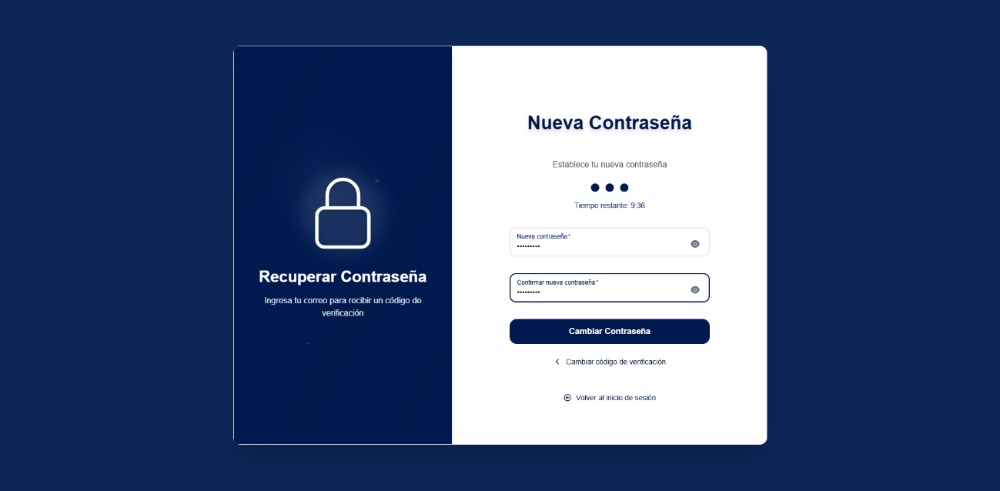 Recuperar Contraseña
Ingresa tu correo para recibir un código de
verificación
Nueva Contraseña
Establece tu nueva contraseña
Tiempo restante: 9:36
Nueva contraseña*
•••••••••
Confirmar nueva contraseña*
•••••••••
Cambiar Contraseña
Cambiar código de verificación
Volver al inicio de sesión